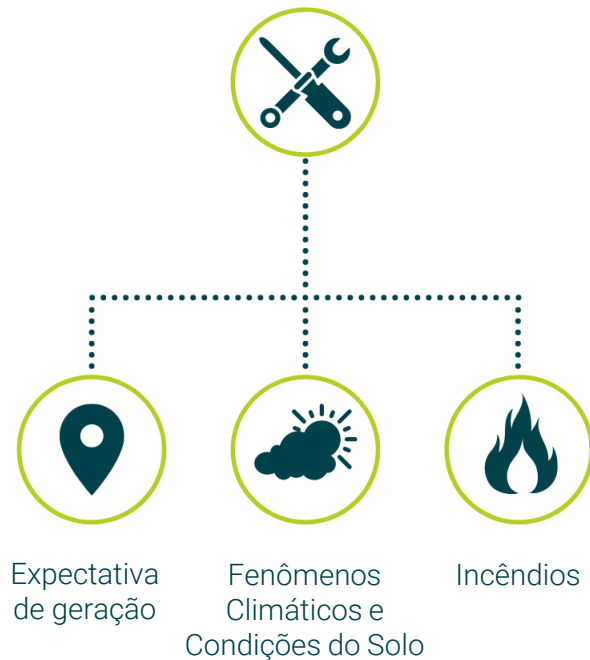 Expectativa
de geração
Fenômenos
Climáticos e
Condições do Solo
Incêndios